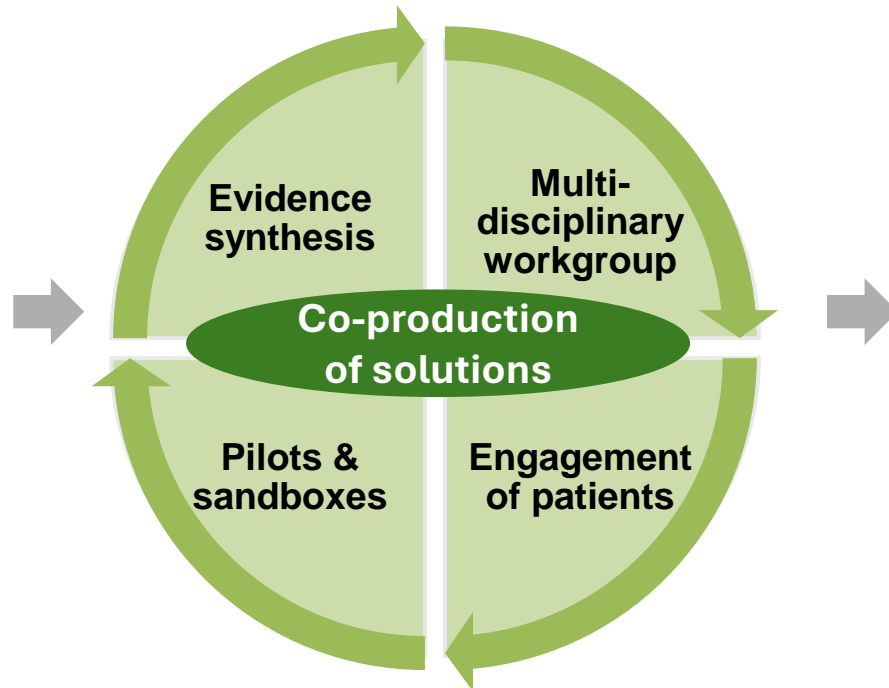 Evidence
synthesis
Multi-
disciplinary
workgroup
Co-production
of solutions
Pilots &
sandboxes
Engagement
of patients